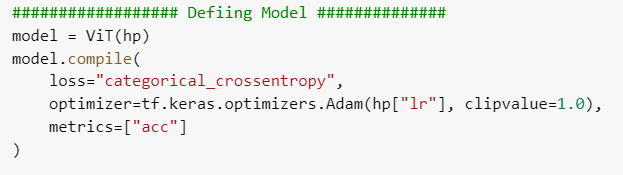 ################## Defiing Model ##############
model = ViT(hp)
model.compile(
    loss="categorical_crossentropy",
    optimizer=tf.keras.optimizers.Adam(hp["lr"], clipvalue=1.0),
    metrics=["acc"]
)